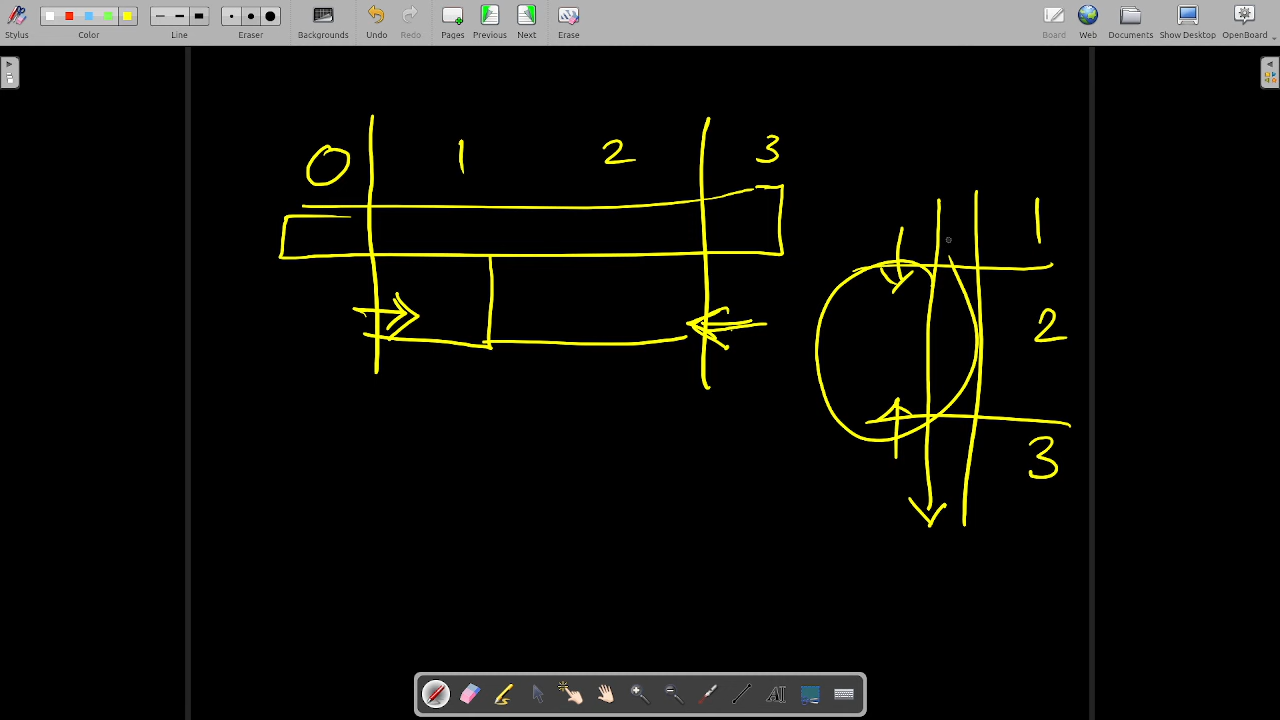 Stylus Color Line Eraser Backgrounds Undo Redo Pages Previous Next Erase Board Web Documents Show Desktop OpenBoard
0 1 2 3
1
2
3